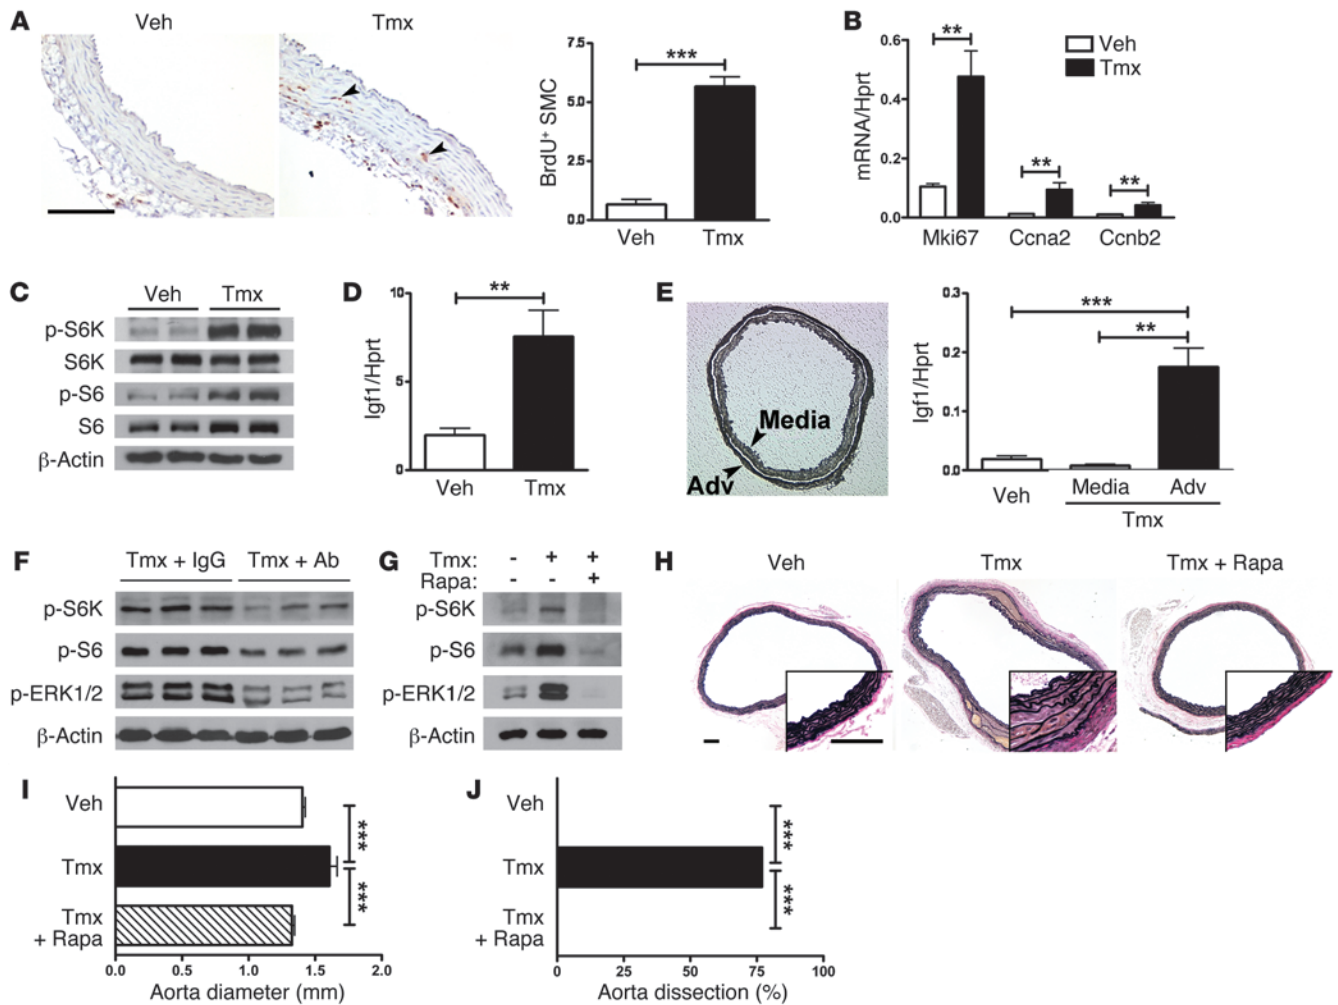 A
Veh
Tmx
BrdU⁺ SMC
7.5
5.0
2.5
0.0
***
Veh
Tmx
B
mRNA/Hprt
0.6
0.4
0.2
0.0
**
**
**
Veh
Tmx
Mki67
Ccna2
Ccnb2
C
Veh
Tmx
p-S6K
S6K
p-S6
S6
β-Actin
D
Igf1/Hprt
10
5
0
**
Veh
Tmx
E
Media
Adv
Igf1/Hprt
0.3
0.2
0.1
0.0
***
**
Veh
Media
Adv
Tmx
F
Tmx + IgG
Tmx + Ab
p-S6K
p-S6
p-ERK1/2
β-Actin
G
Tmx: - + +
Rapa: - - +
p-S6K
p-S6
p-ERK1/2
β-Actin
H
Veh
Tmx
Tmx + Rapa
I
Veh
Tmx
Tmx
+ Rapa
***
***
0.0 0.5 1.0 1.5 2.0
Aorta diameter (mm)
J
Veh
Tmx
Tmx
+ Rapa
***
***
0 25 50 75 100
Aorta dissection (%)